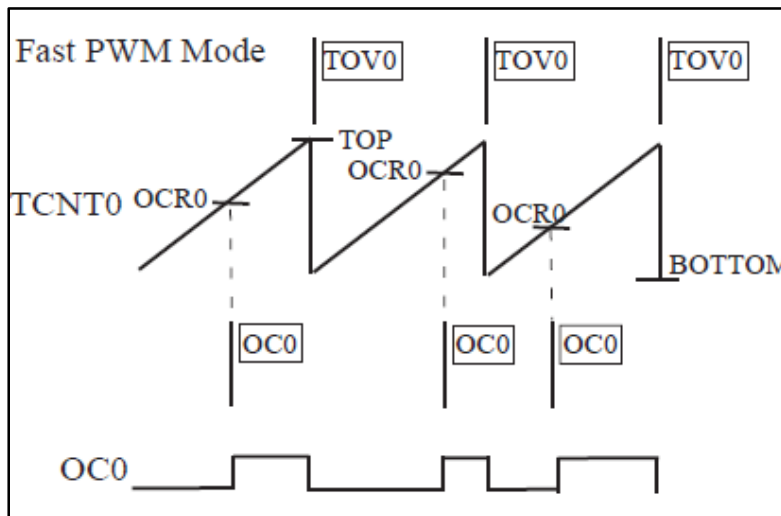 Fast PWM Mode
TOV0 TOV0 TOV0
TOP
OCR0
TCNT0 OCR0
OCR0
BOTTOM
OC0 OC0 OC0
OC0